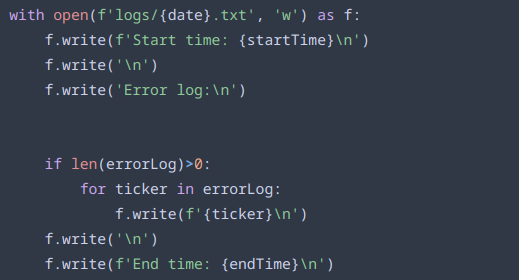 with open(f'logs/{date}.txt', 'w') as f:
    f.write(f'Start time: {startTime}\n')
    f.write('\n')
    f.write('Error log:\n')
    if len(errorLog)>0:
        for ticker in errorLog:
            f.write(f'{ticker}\n')
    f.write('\n')
    f.write(f'End time: {endTime}\n')